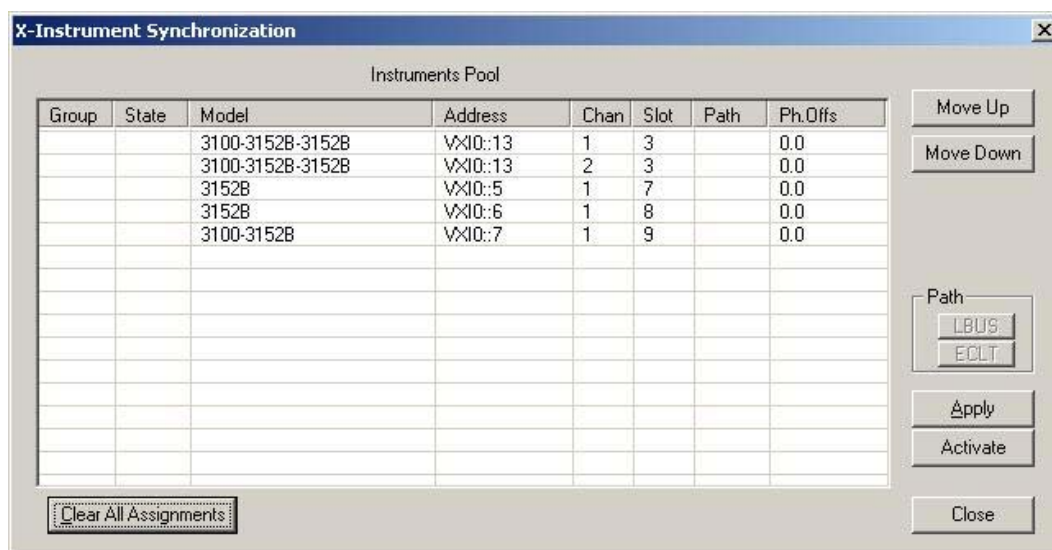 X-Instrument Synchronization
Instruments Pool
Group State Model Address Chan Slot Path Ph.Offs
3100-3152B-3152B VXI0::13 1 3 0.0
3100-3152B-3152B VXI0::13 2 3 0.0
3152B VXI0::5 1 7 0.0
3152B VXI0::6 1 8 0.0
3100-3152B VXI0::7 1 9 0.0
Move Up
Move Down
Path
LBUS
ECLT
Apply
Activate
Clear All Assignments
Close